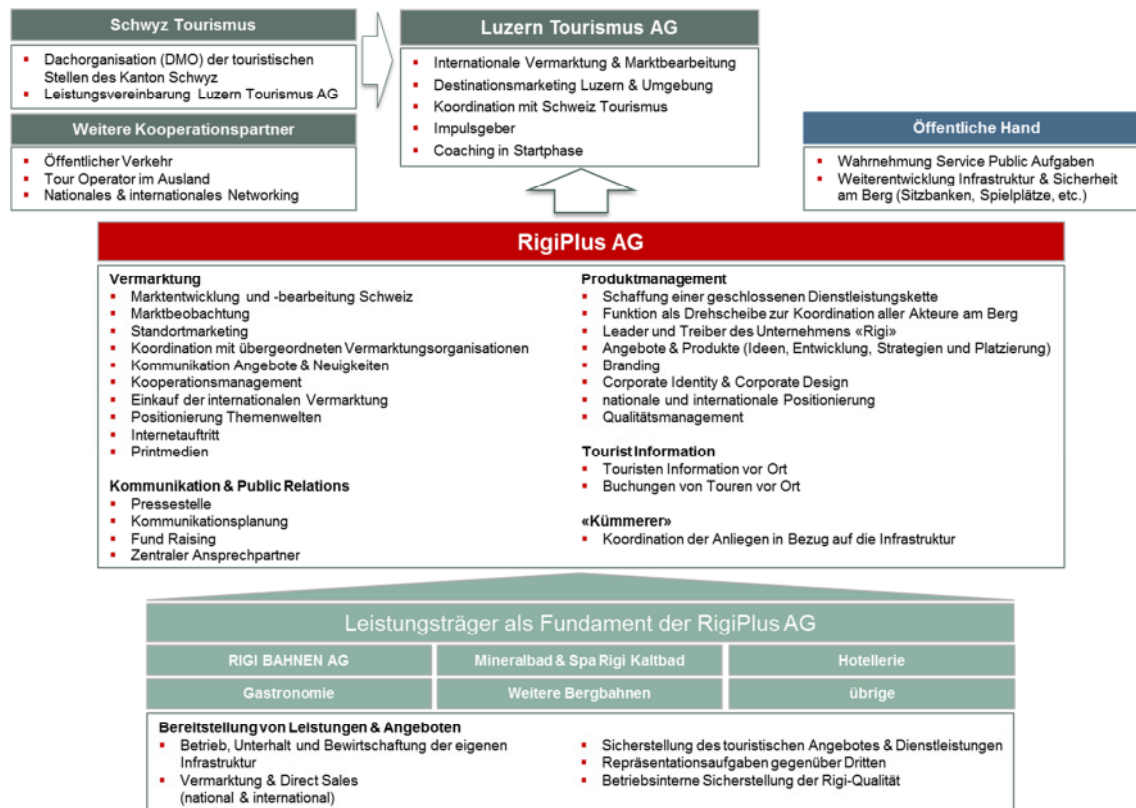 Schwyz Tourismus
Dachorganisation (DMO) der touristischen
Stellen des Kanton Schwyz
Leistungsvereinbarung Luzern Tourismus AG
Weitere Kooperationspartner
Öffentlicher Verkehr
Tour Operator im Ausland
Nationales & internationales Networking
Luzern Tourismus AG
Internationale Vermarktung & Marktbearbeitung
Destinationsmarketing Luzern & Umgebung
Koordination mit Schweiz Tourismus
Impulsgeber
Coaching in Startphase
Öffentliche Hand
Wahrnehmung Service Public Aufgaben
Weiterentwicklung Infrastruktur & Sicherheit
am Berg (Sitzbanken, Spielplätze, etc.)
RigiPlus AG
Vermarktung
Marktentwicklung und -bearbeitung Schweiz
Marktbeobachtung
Standortmarketing
Koordination mit übergeordneten Vermarktungsorganisationen
Kommunikation Angebote & Neuigkeiten
Kooperationsmanagement
Einkauf der internationalen Vermarktung
Positionierung Themenwelten
Internetauftritt
Printmedien
Kommunikation & Public Relations
Pressestelle
Kommunikationsplanung
Fund Raising
Zentraler Ansprechpartner
Produktmanagement
Schaffung einer geschlossenen Dienstleistungskette
Funktion als Drehscheibe zur Koordination aller Akteure am Berg
Leader und Treiber des Unternehmens «Rigi»
Angebote & Produkte (Ideen, Entwicklung, Strategien und Platzierung)
Branding
Corporate Identity & Corporate Design
nationale und internationale Positionierung
Qualitätsmanagement
Tourist Information
Touristen Information vor Ort
Buchungen von Touren vor Ort
«Kümmerer»
Koordination der Anliegen in Bezug auf die Infrastruktur
Leistungsträger als Fundament der RigiPlus AG
RIGI BAHNEN AG
Mineralbad & Spa Rigi Kaltbad
Hotellerie
Gastronomie
Weitere Bergbahnen
übrige
Bereitstellung von Leistungen & Angeboten
Betrieb, Unterhalt und Bewirtschaftung der eigenen
Infrastruktur
Vermarktung & Direct Sales
(national & international)
Sicherstellung des touristischen Angebotes & Dienstleistungen
Repräsentationsaufgaben gegenüber Dritten
Betriebsinterne Sicherstellung der Rigi-Qualität